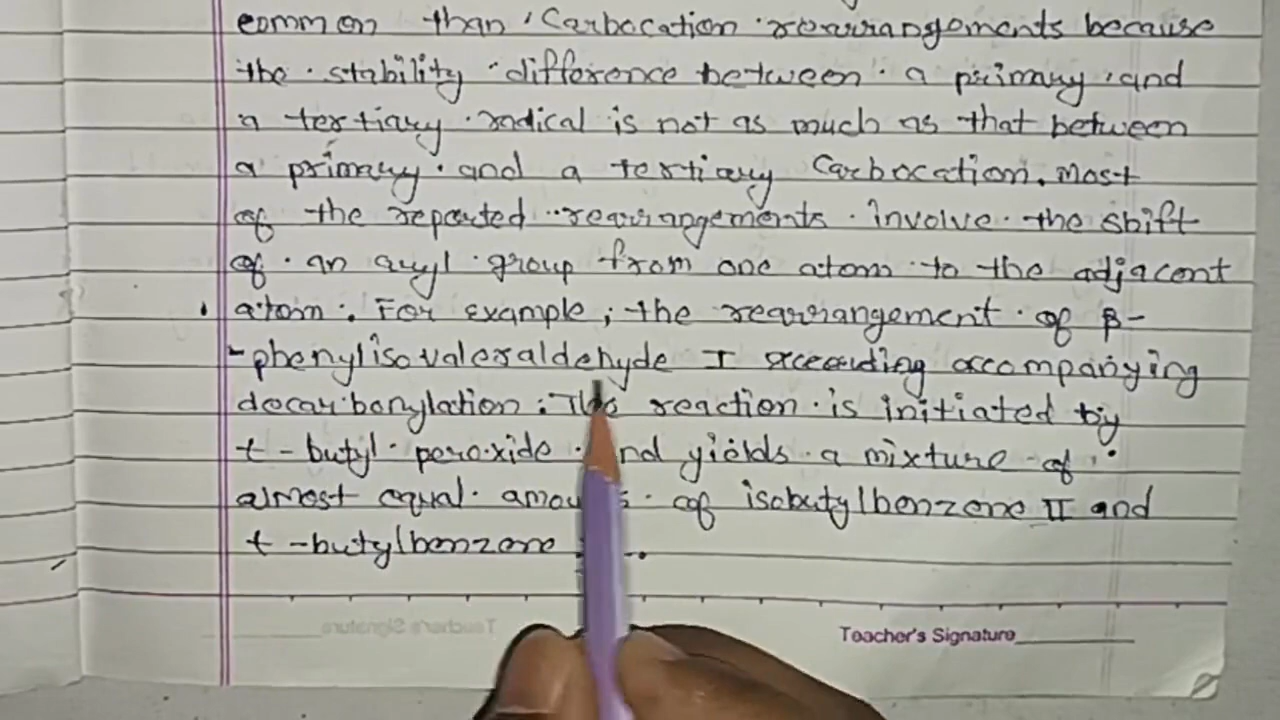 common than carbocation rearrangements because
the stability difference between a primary and
a tertiary radical is not as much as that between
a primary and a tertiary carbocation. Most
of the reported rearrangements involve the shift
of an aryl group from one atom to the adjacent
atom. For example, the rearrangement of β-
-phenylisovaleraldehyde I accompanying
decarbonylation. The reaction is initiated by
t-butyl peroxide and yields a mixture of
almost equal amounts of isobutylbenzene II and
t-butylbenzene
Teacher's Signature